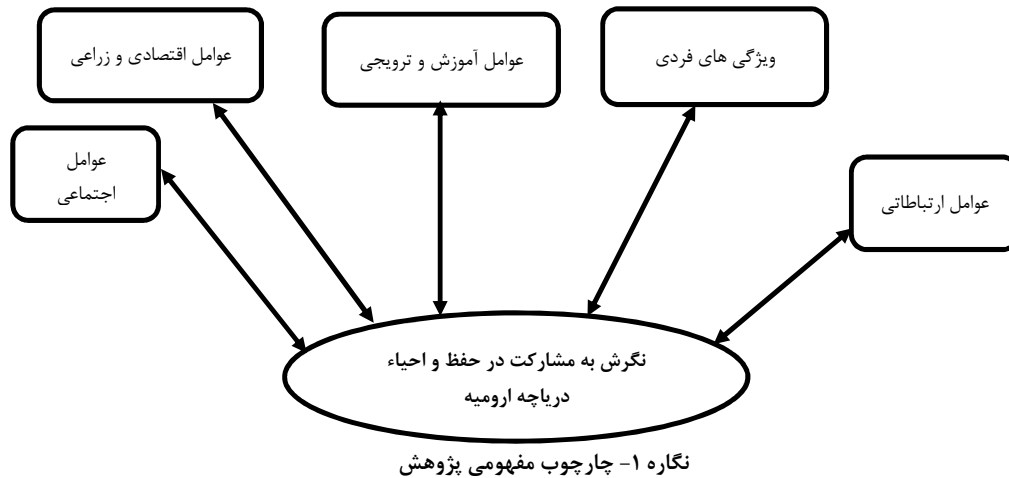 ویژگی های فردی
عوامل آموزش و ترویجی
عوامل اقتصادی و زراعی
عوامل
اجتماعی
عوامل ارتباطاتی
نگرش به مشارکت در حفظ و احیاء
دریاچه ارومیه
نگاره ۱- چارچوب مفهومی پژوهش